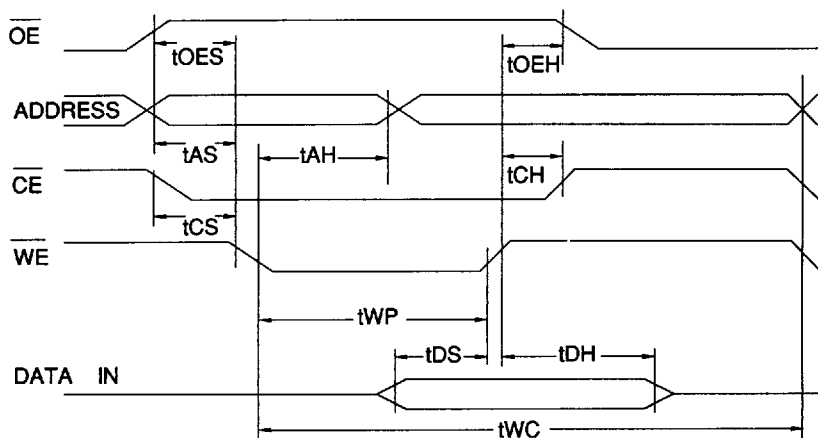 OE
tOES
tOEH
ADDRESS
tAS
tAH
tCH
CE
tCS
WE
tWP
tDS
tDH
DATA IN
tWC